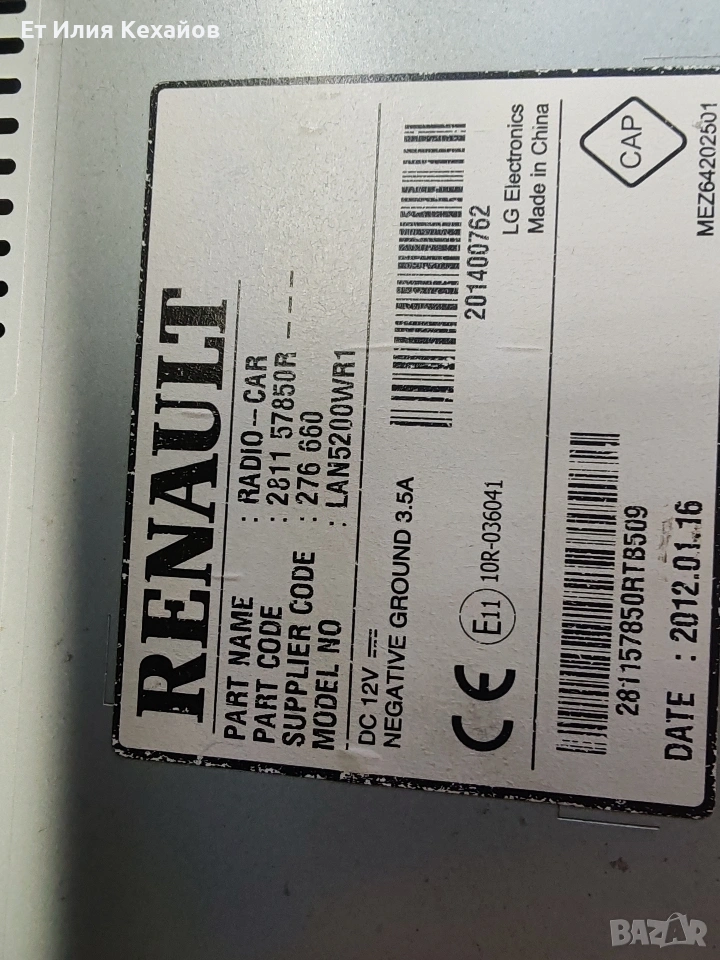 Ет Илия Кехайов
RENAULT
PART NAME : RADIO-CAR
PART CODE : 2811 57850R ---
SUPPLIER CODE : 276 660
MODEL NO : LAN5200WR1
DC 12V
NEGATIVE GROUND 3.5A
201400762
LG Electronics
Made in China
CE E11 10R-036041
CAP
281157850RTB509
DATE : 2012.01.16
MEZ64202501
BAZAR